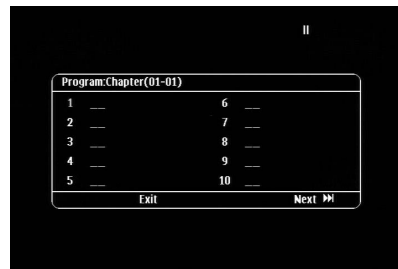 Program:Chapter(01-01)
1 __ 6 __
2 __ 7 __
3 __ 8 __
4 __ 9 __
5 __ 10 __
Exit Next